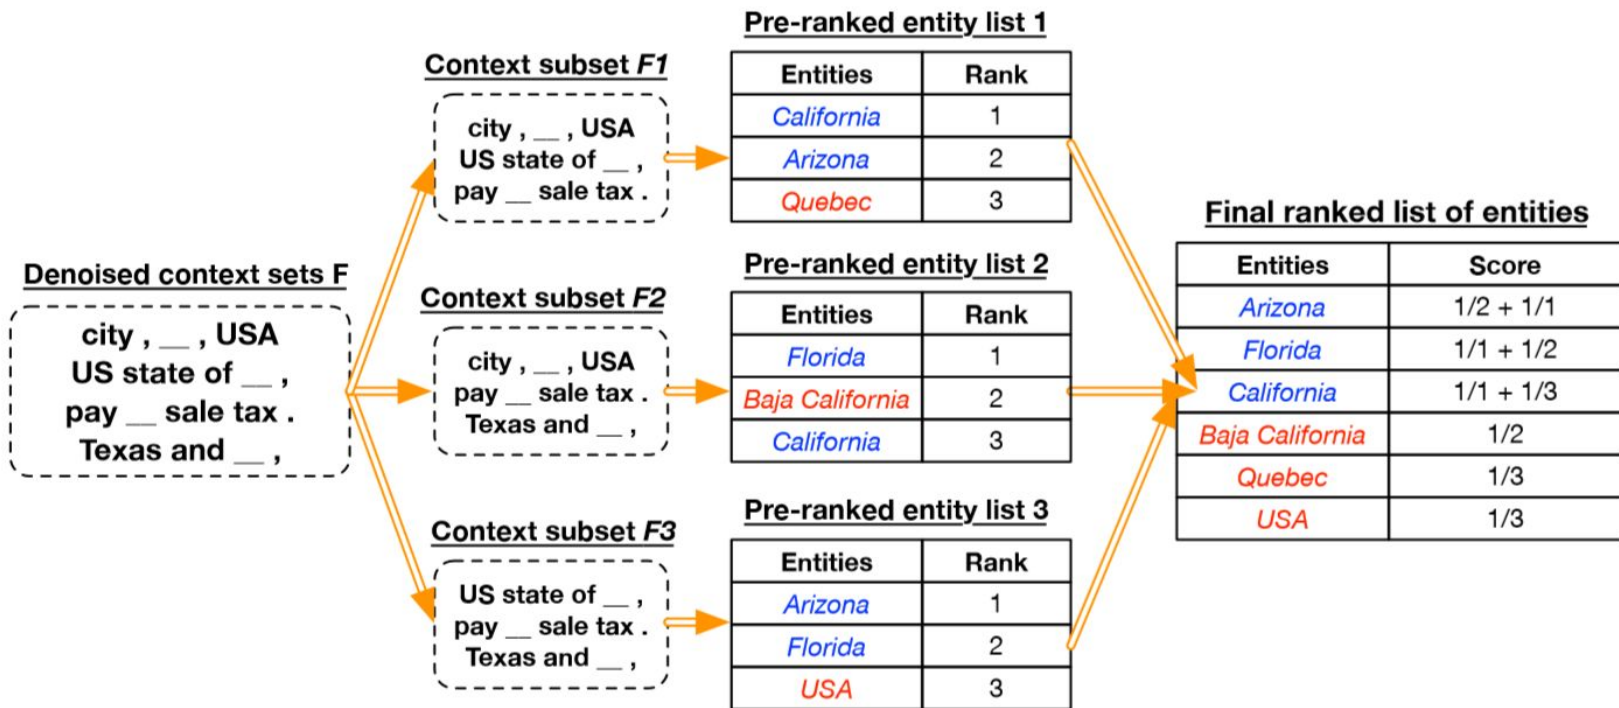 Denoised context sets F
city , __ , USA
US state of __ ,
pay __ sale tax .
Texas and __ ,
Context subset F1
city , __ , USA
US state of __ ,
pay __ sale tax .
Context subset F2
city , __ , USA
pay __ sale tax .
Texas and __ ,
Context subset F3
US state of __ ,
pay __ sale tax .
Texas and __ ,
Pre-ranked entity list 1
Entities Rank
California 1
Arizona 2
Quebec 3
Pre-ranked entity list 2
Entities Rank
Florida 1
Baja California 2
California 3
Pre-ranked entity list 3
Entities Rank
Arizona 1
Florida 2
USA 3
Final ranked list of entities
Entities Score
Arizona 1/2 + 1/1
Florida 1/1 + 1/2
California 1/1 + 1/3
Baja California 1/2
Quebec 1/3
USA 1/3